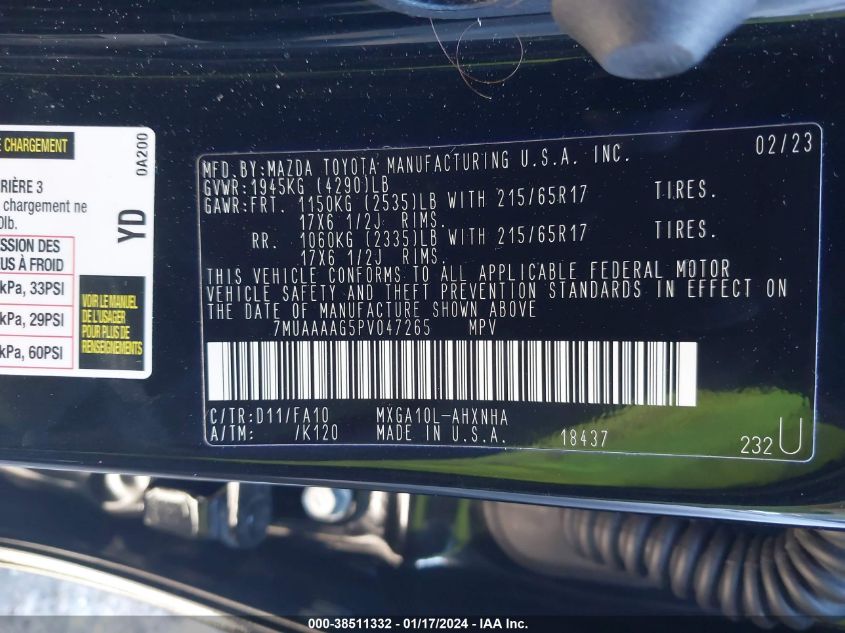 E CHARGEMENT
RIÈRE 3
chargement ne
0lb.
SSION DES
US À FROID
kPa, 33PSI
kPa, 29PSI
kPa, 60PSI
YD
0A200
VOIR LE MANUEL
DE L'USAGER
POUR PLUS DE
RENSEIGNEMENTS
MFD.BY:MAZDA TOYOTA MANUFACTURING U.S.A. INC. 02/23
GVWR:1945KG (4290)LB
GAWR:FRT. 1150KG (2535)LB WITH 215/65R17 TIRES.
17X6 1/2J RIMS.
RR. 1060KG (2335)LB WITH 215/65R17 TIRES.
17X6 1/2J RIMS.
THIS VEHICLE CONFORMS TO ALL APPLICABLE FEDERAL MOTOR
VEHICLE SAFETY AND THEFT PREVENTION STANDARDS IN EFFECT ON
THE DATE OF MANUFACTURE SHOWN ABOVE
7MUAAAAG5PV047265 MPV
C/TR:D11/FA10 MXGA10L-AHXNHA
A/TM: /K120 MADE IN U.S.A. 18437 232U
000-38511332 - 01/17/2024 - IAA Inc.